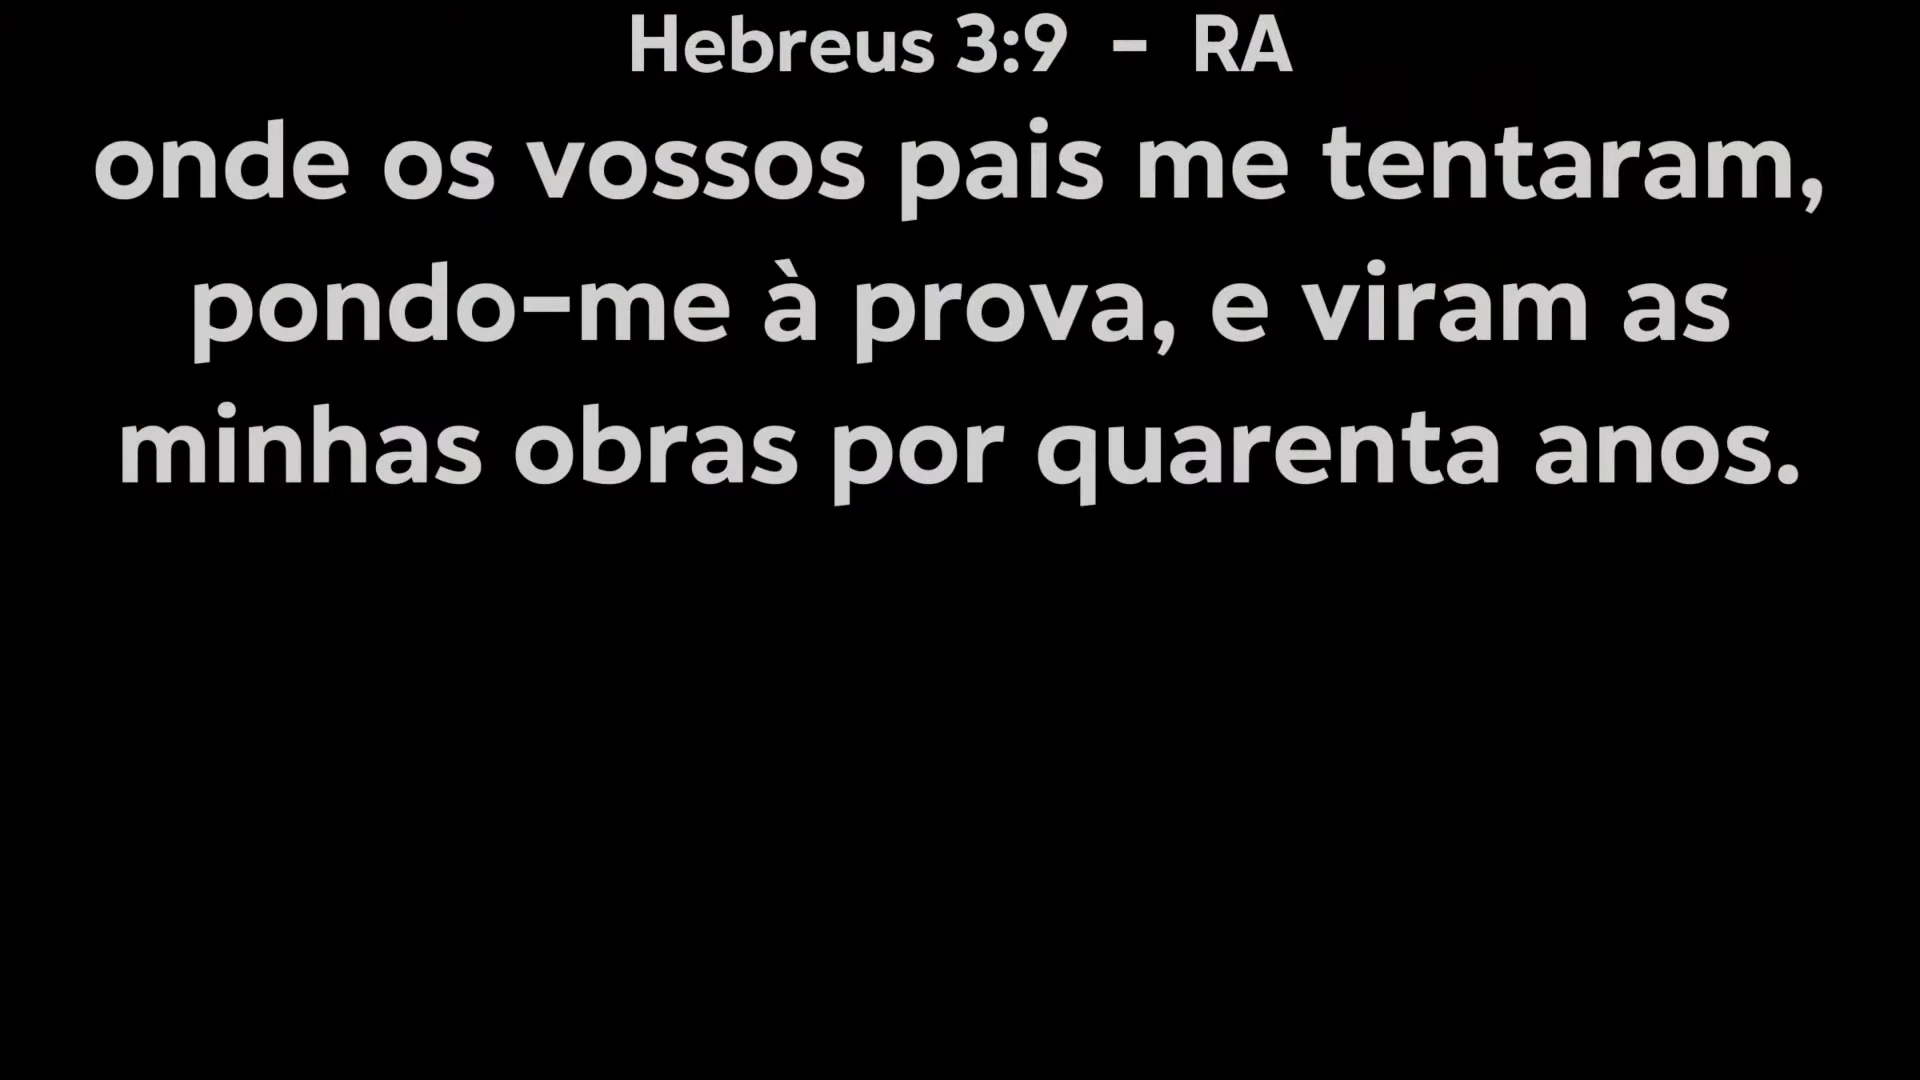 Hebreus 3:9 - RA
onde os vossos pais me tentaram,
pondo-me à prova, e viram as
minhas obras por quarenta anos.